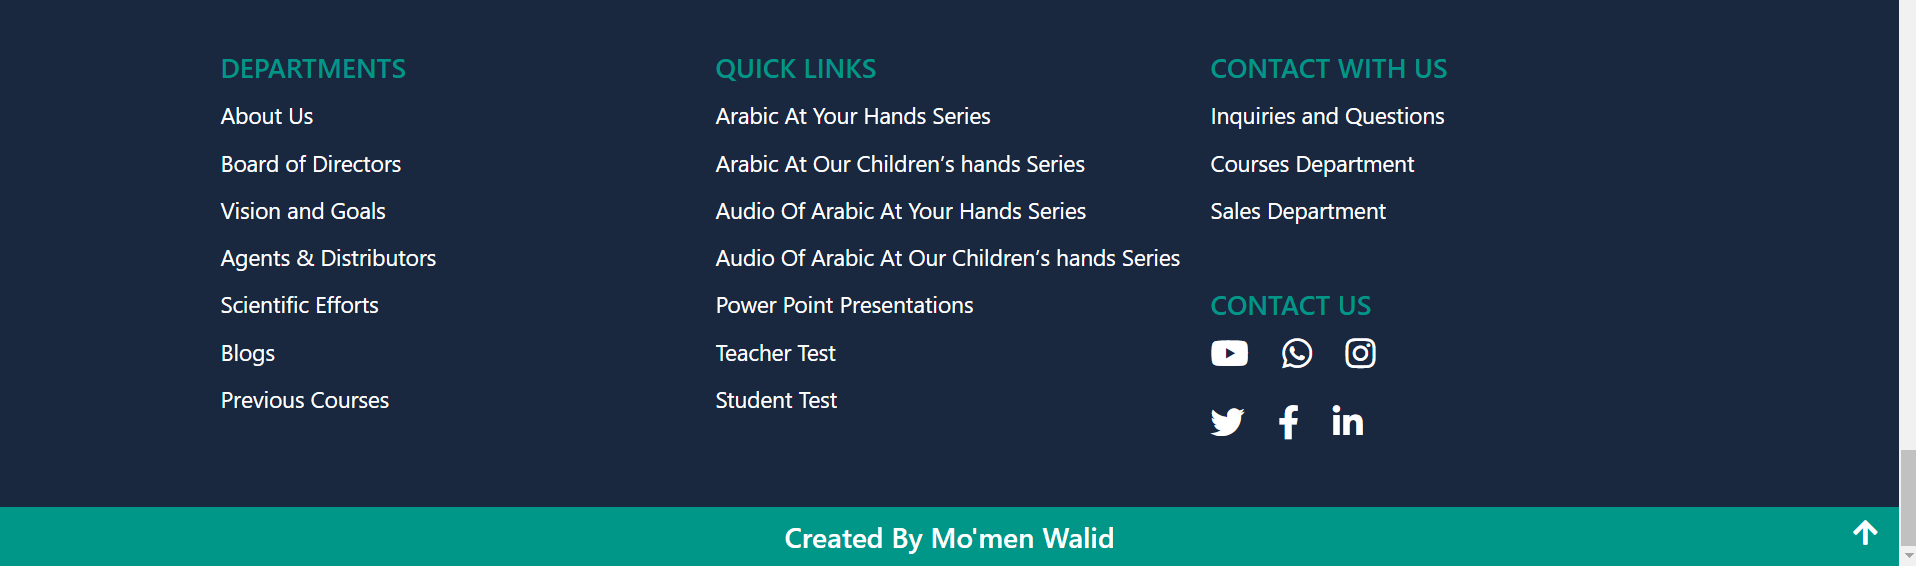 DEPARTMENTS
About Us
Board of Directors
Vision and Goals
Agents & Distributors
Scientific Efforts
Blogs
Previous Courses
QUICK LINKS
Arabic At Your Hands Series
Arabic At Our Children’s hands Series
Audio Of Arabic At Your Hands Series
Audio Of Arabic At Our Children’s hands Series
Power Point Presentations
Teacher Test
Student Test
CONTACT WITH US
Inquiries and Questions
Courses Department
Sales Department
CONTACT US
Created By Mo'men Walid